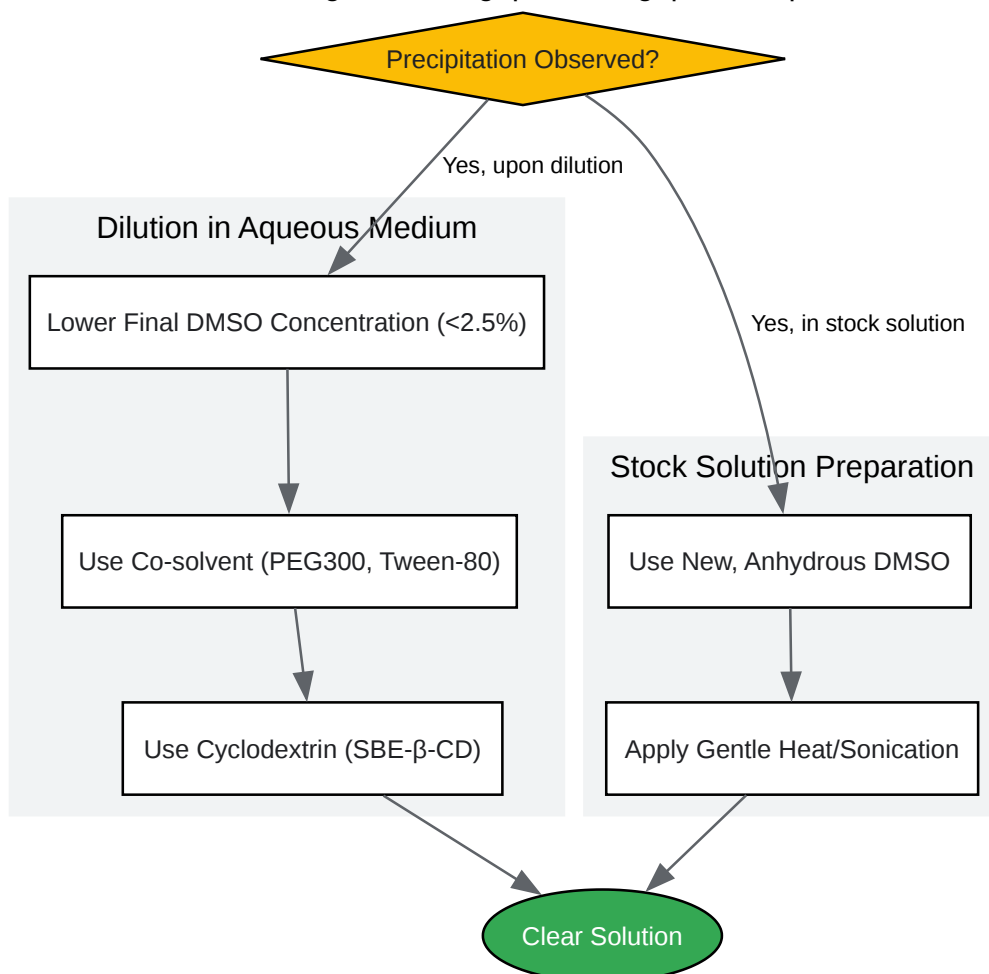 Precipitation Observed?
Yes, upon dilution
Dilution in Aqueous Medium
Lower Final DMSO Concentration (<2.5%)
Yes, in stock solution
Stock Solution Preparation
Use Co-solvent (PEG300, Tween-80)
Use New, Anhydrous DMSO
Use Cyclodextrin (SBE-β-CD)
Apply Gentle Heat/Sonication
Clear Solution